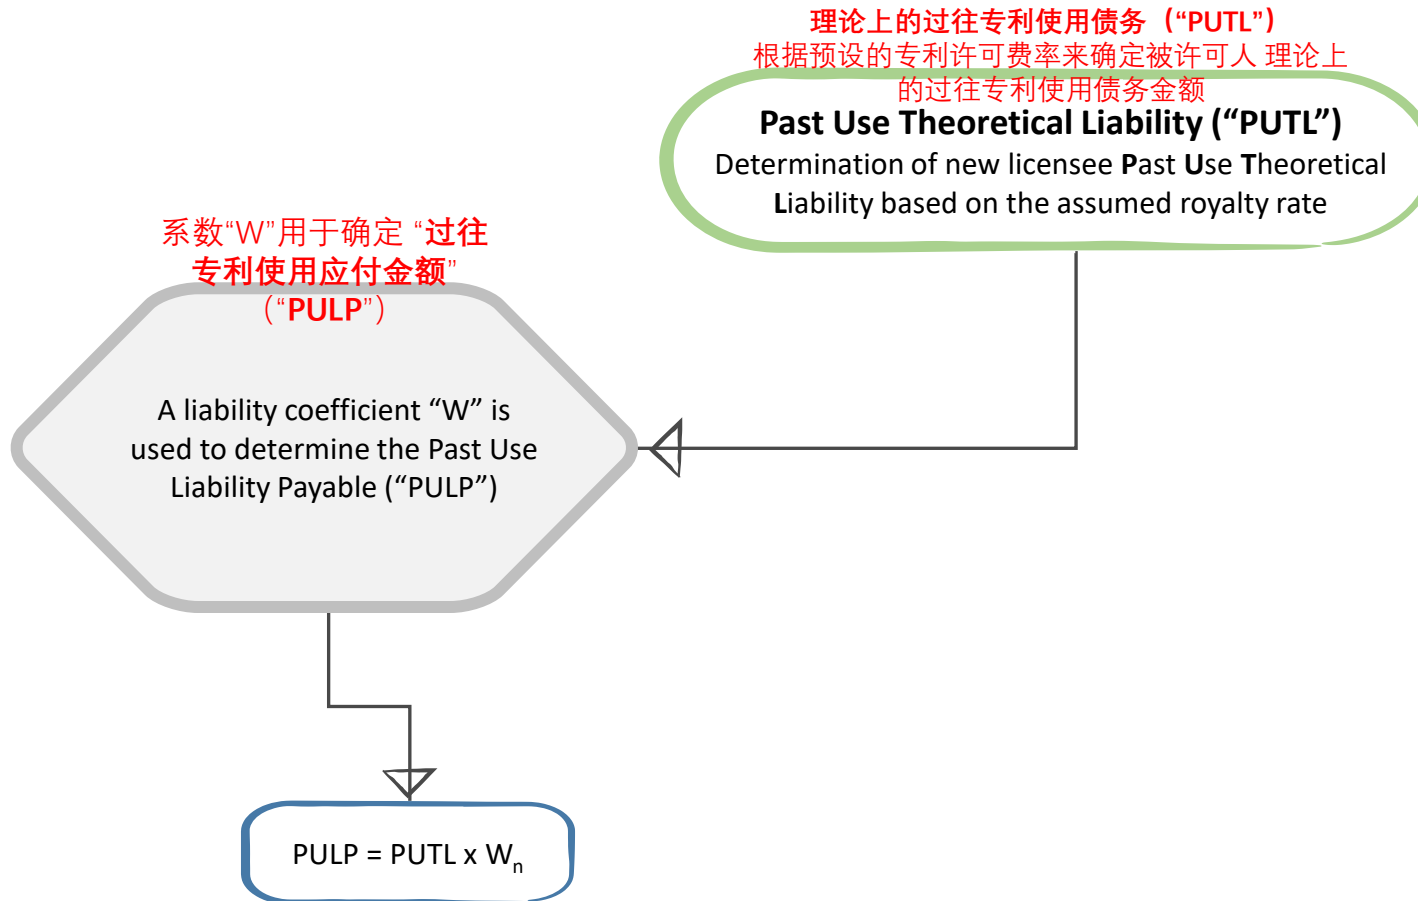 理论上的过往专利使用债务（“PUTL”）
根据预设的专利许可费率来确定被许可人 理论上
的过往专利使用债务金额
Past Use Theoretical Liability (“PUTL”)
Determination of new licensee Past Use Theoretical
Liability based on the assumed royalty rate
系数“W”用于确定 “过往
专利使用应付金额”
（“PULP”）
A liability coefficient “W” is
used to determine the Past Use
Liability Payable (“PULP”)
PULP = PUTL x Wn